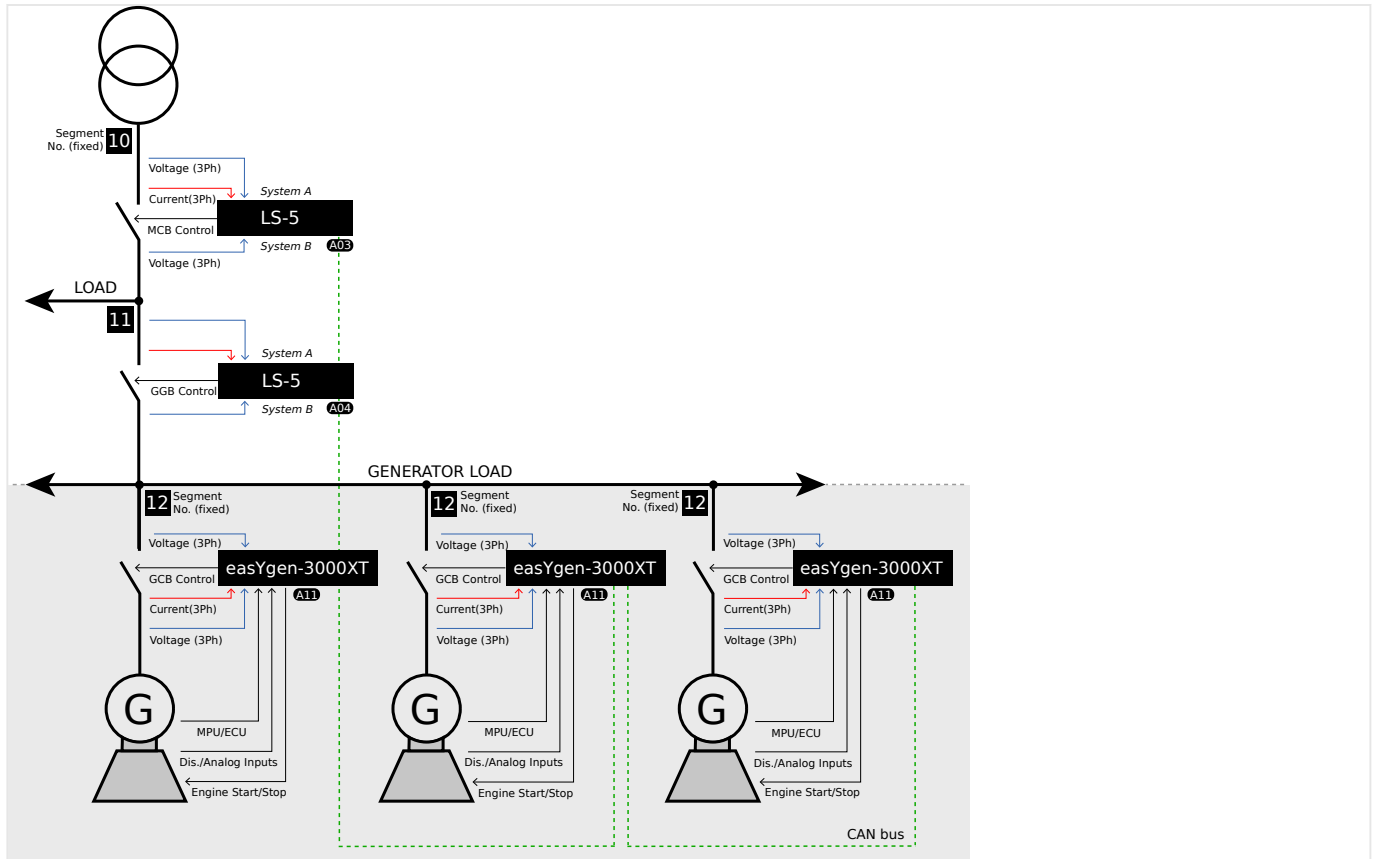 Segment
No. (fixed)
10
Voltage (3Ph)
Current(3Ph)
System A
LS-5
MCB Control
System B
A03
Voltage (3Ph)
LOAD
11
System A
LS-5
GGB Control
System B
A04
GENERATOR LOAD
12
Segment
No. (fixed)
12
Segment
No. (fixed)
Segment
No. (fixed)
12
Voltage (3Ph)
Voltage (3Ph)
Voltage (3Ph)
easYgen-3000XT
easYgen-3000XT
easYgen-3000XT
GCB Control
GCB Control
GCB Control
A11
A11
A11
Current(3Ph)
Current(3Ph)
Current(3Ph)
Voltage (3Ph)
Voltage (3Ph)
Voltage (3Ph)
G
G
G
MPU/ECU
MPU/ECU
MPU/ECU
Dis./Analog Inputs
Dis./Analog Inputs
Dis./Analog Inputs
Engine Start/Stop
Engine Start/Stop
Engine Start/Stop
CAN bus